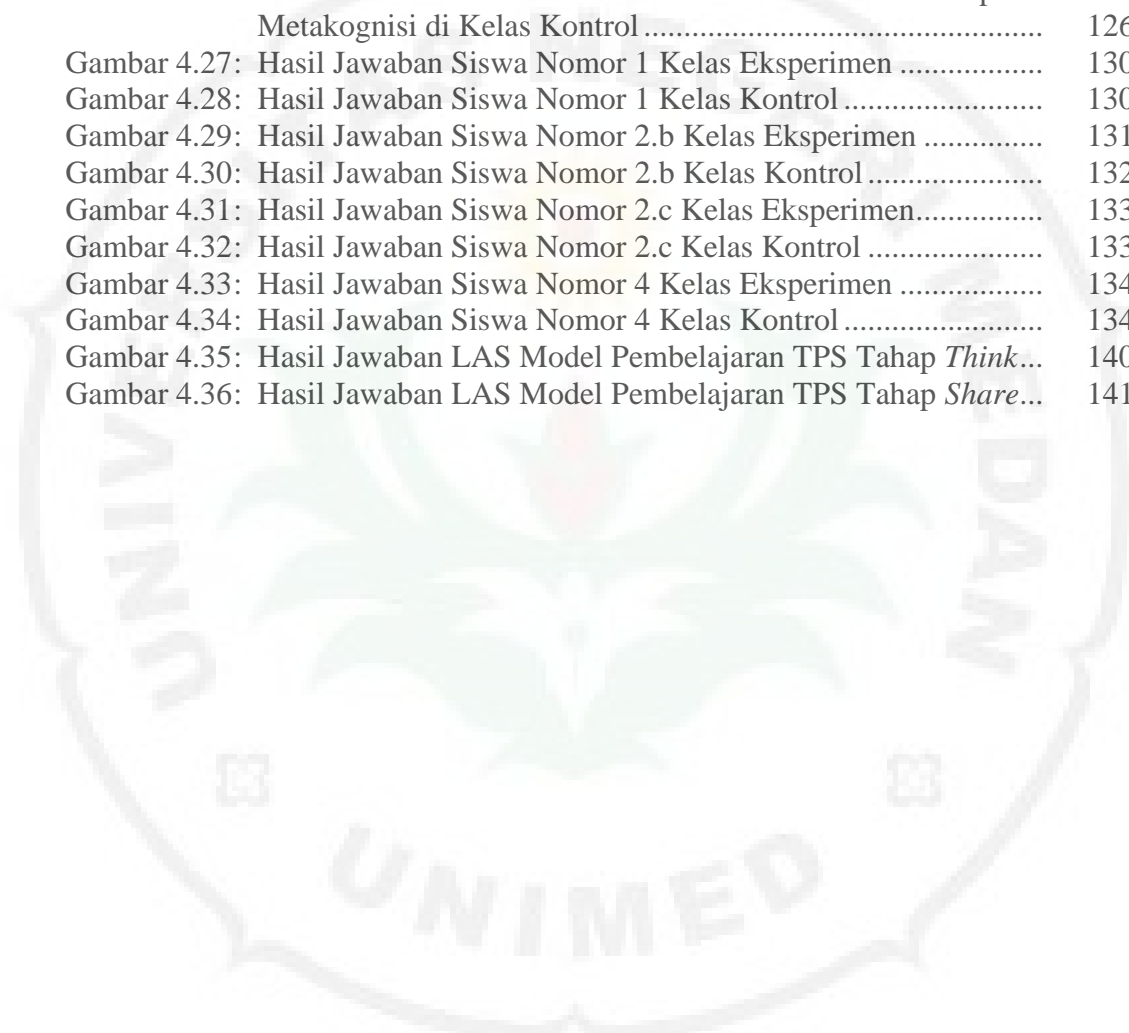 Metakognisi di Kelas Kontrol ............................................ 126
Gambar 4.27: Hasil Jawaban Siswa Nomor 1 Kelas Eksperimen .................. 130
Gambar 4.28: Hasil Jawaban Siswa Nomor 1 Kelas Kontrol ......................... 130
Gambar 4.29: Hasil Jawaban Siswa Nomor 2.b Kelas Eksperimen ............... 131
Gambar 4.30: Hasil Jawaban Siswa Nomor 2.b Kelas Kontrol ...................... 132
Gambar 4.31: Hasil Jawaban Siswa Nomor 2.c Kelas Eksperimen................ 133
Gambar 4.32: Hasil Jawaban Siswa Nomor 2.c Kelas Kontrol ...................... 133
Gambar 4.33: Hasil Jawaban Siswa Nomor 4 Kelas Eksperimen .................. 134
Gambar 4.34: Hasil Jawaban Siswa Nomor 4 Kelas Kontrol ......................... 134
Gambar 4.35: Hasil Jawaban LAS Model Pembelajaran TPS Tahap Think... 140
Gambar 4.36: Hasil Jawaban LAS Model Pembelajaran TPS Tahap Share... 141
UNIVERSITAS NEGERI MEDAN
UNIMED